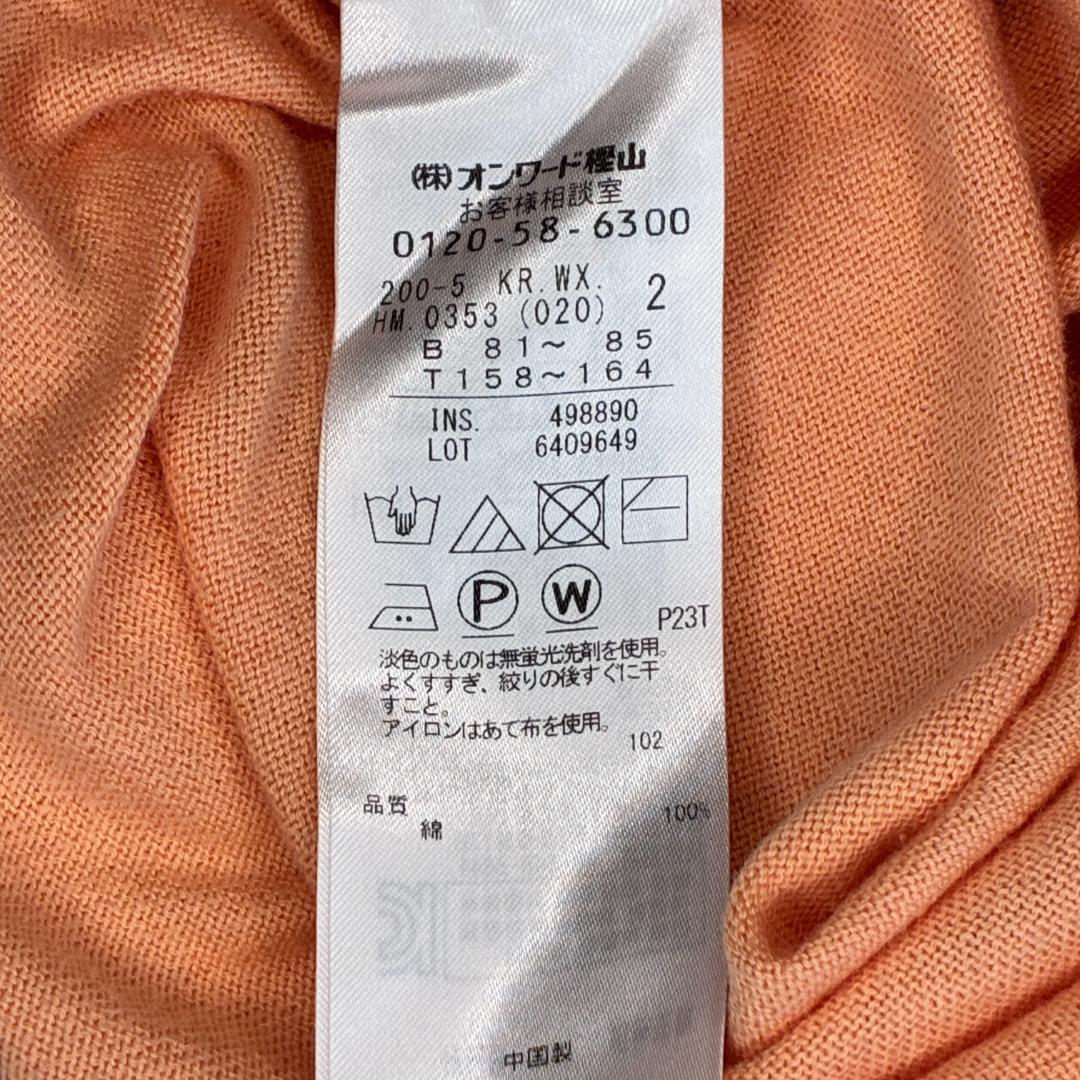 (株)オンワード樫山
お客様相談室
0120-58-6300
200-5 KR.WX.
HM.0353 (020) 2
B 81〜 85
T158〜164
INS. 498890
LOT 6409649
P W P23T
淡色のものは無蛍光洗剤を使用。
よくすすぎ、絞りの後すぐに干
すこと。
アイロンはあて布を使用。
102
品質
綿 100%
中国製